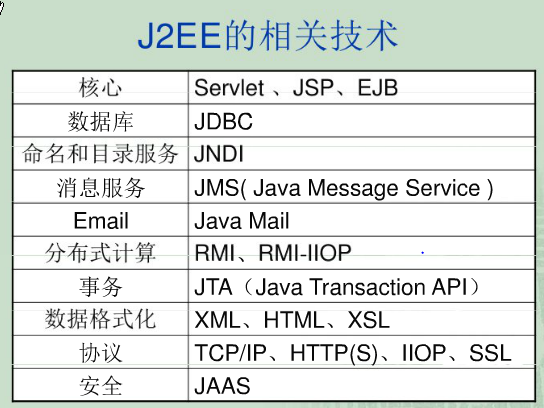 J2EE的相关技术
核心 Servlet 、JSP、EJB
数据库 JDBC
命名和目录服务 JNDI
消息服务 JMS( Java Message Service )
Email Java Mail
分布式计算 RMI、RMI-IIOP
事务 JTA（Java Transaction API）
数据格式化 XML、HTML、XSL
协议 TCP/IP、HTTP(S)、IIOP、SSL
安全 JAAS